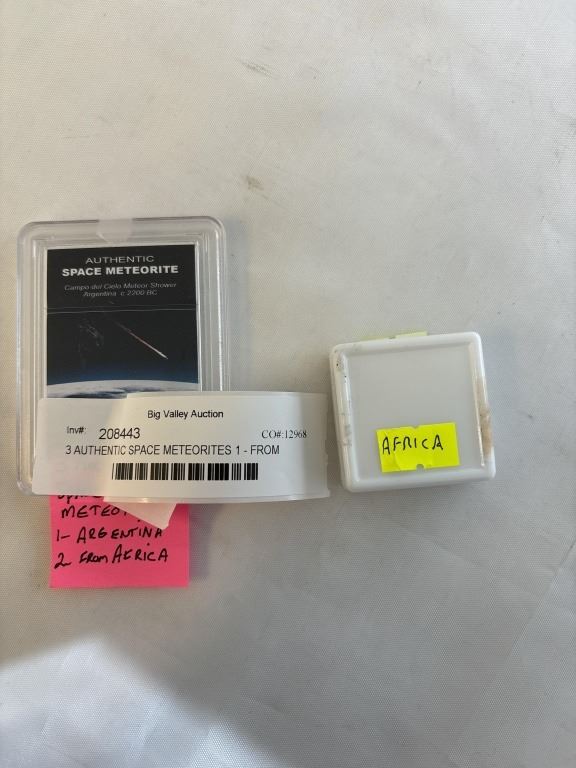 AUTHENTIC
SPACE METEORITE
Campo del Cielo Meteor Shower
Argentina c 2200 BC
Big Valley Auction
Inv#: 208443 CO#:12968
3 AUTHENTIC SPACE METEORITES 1 - FROM
METEO
1- ARGENTINA
2 FROM AFRICA
AFRICA